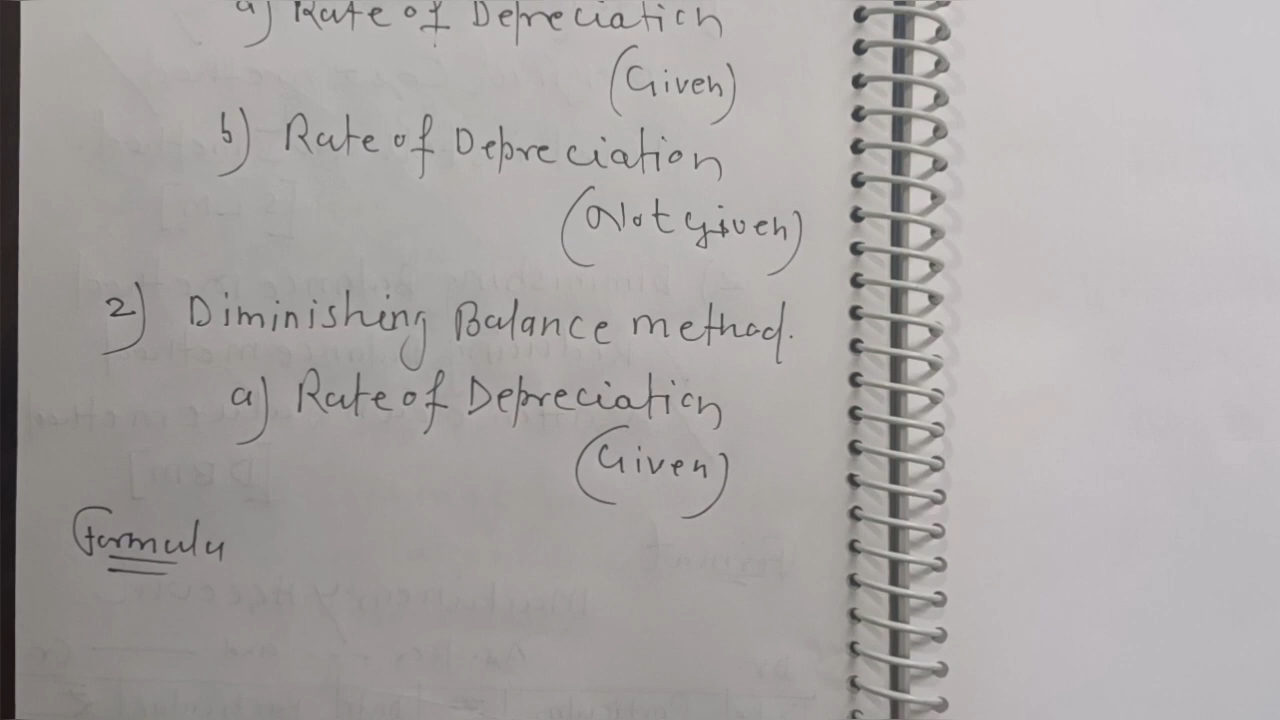 a) Rate of Depreciation
(Given)
b) Rate of Depreciation
(Not given)
2) Diminishing Balance method.
a) Rate of Depreciation
(Given)
Formula